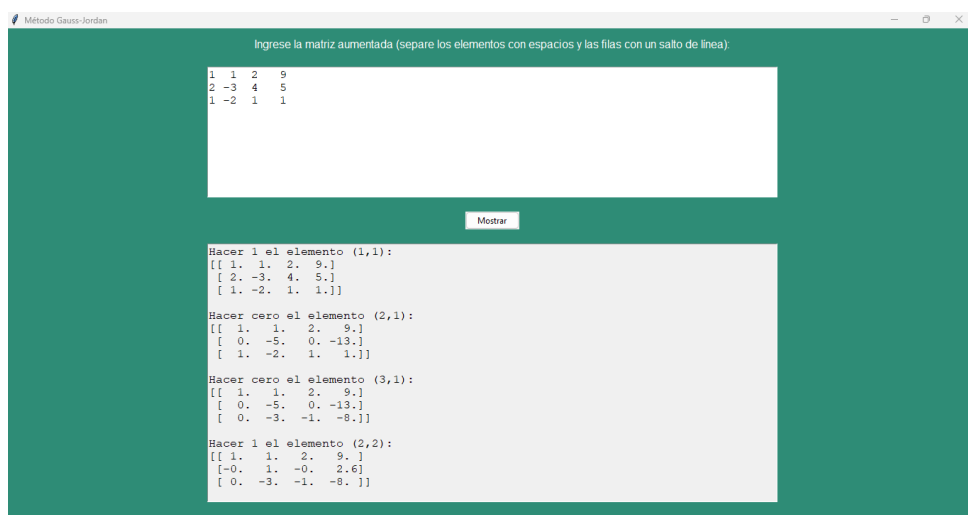 Método Gauss-Jordan
Ingrese la matriz aumentada (separe los elementos con espacios y las filas con un salto de línea):
1  1  2   9
2 -3  4   5
1 -2  1   1
Mostrar
Hacer 1 el elemento (1,1):
[[ 1.  1.  2.  9.]
 [ 2. -3.  4.  5.]
 [ 1. -2.  1.  1.]]
Hacer cero el elemento (2,1):
[[  1.   1.   2.   9.]
 [  0.  -5.   0. -13.]
 [  1.  -2.   1.   1.]]
Hacer cero el elemento (3,1):
[[  1.   1.   2.   9.]
 [  0.  -5.   0. -13.]
 [  0.  -3.  -1.  -8.]]
Hacer 1 el elemento (2,2):
[[ 1.   1.   2.   9. ]
 [-0.   1.  -0.   2.6]
 [ 0.  -3.  -1.  -8. ]]